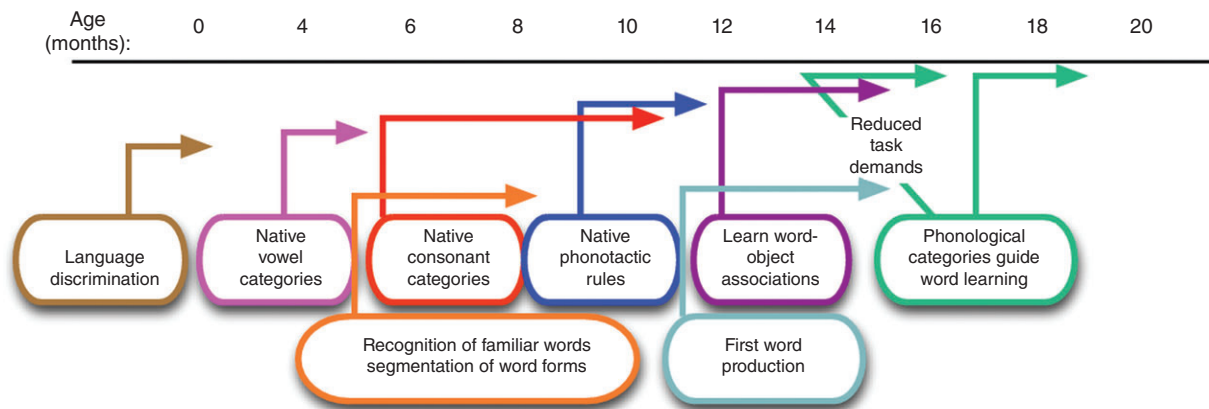 Age
(months):
0 4 6 8 10 12 14 16 18 20
Reduced
task
demands
Language
discrimination
Native
vowel
categories
Native
consonant
categories
Native
phonotactic
rules
Learn word-
object
associations
Phonological
categories guide
word learning
Recognition of familiar words
segmentation of word forms
First word
production